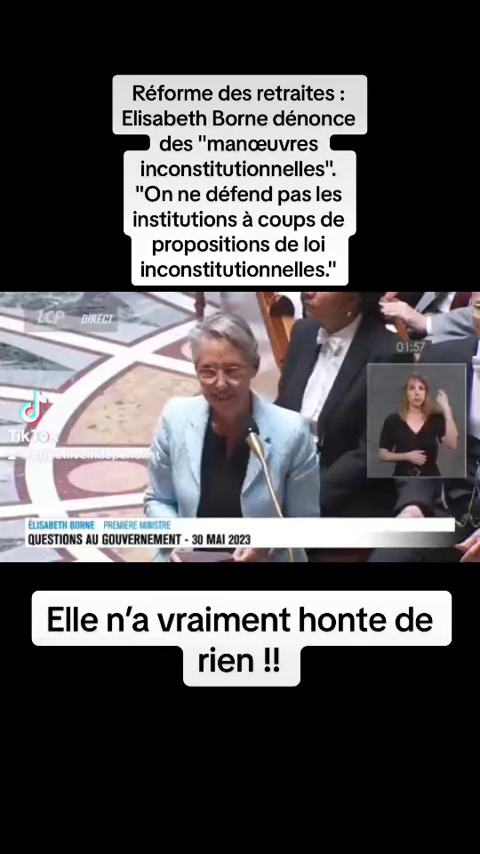 Réforme des retraites :
Elisabeth Borne dénonce
des "manœuvres
inconstitutionnelles".
"On ne défend pas les
institutions à coups de
propositions de loi
inconstitutionnelles."
LCP DIRECT
01:57
TikTok
ÉLISABETH BORNE PREMIÈRE MINISTRE
QUESTIONS AU GOUVERNEMENT - 30 MAI 2023
Elle n’a vraiment honte de
rien !!